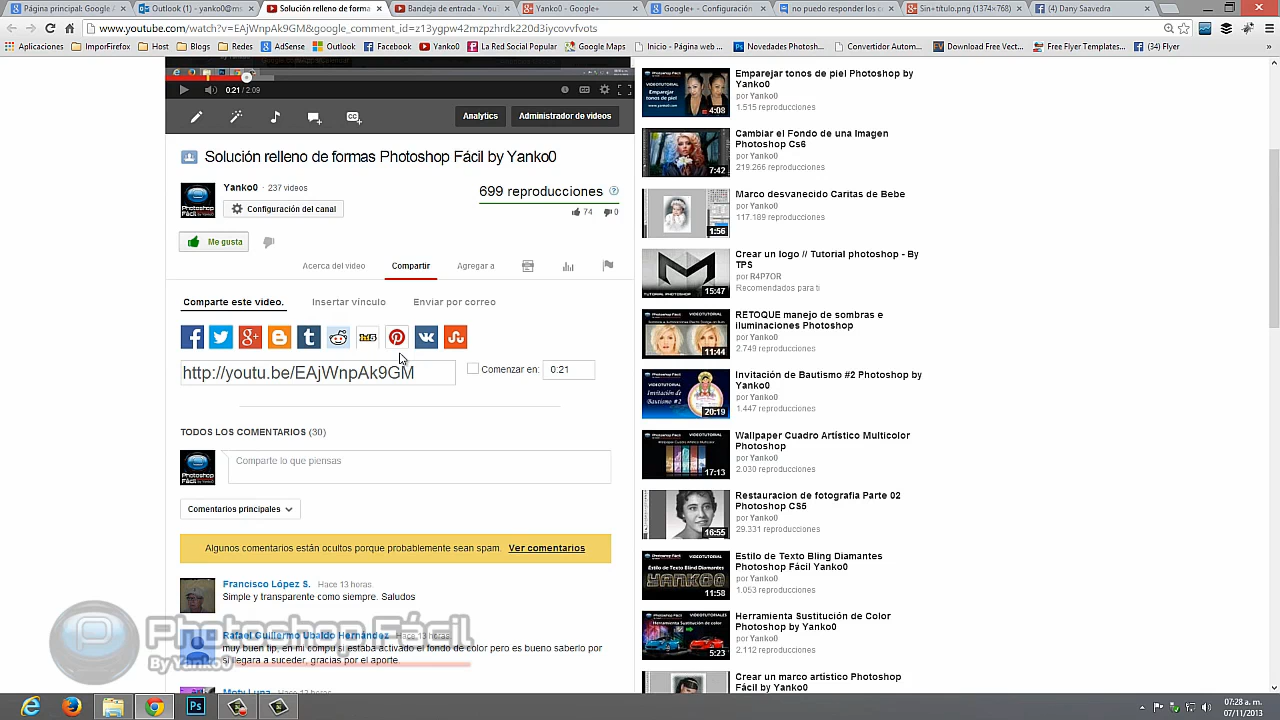 Página principal de Goo
Outlook (1) - yanko0@ms
Solución relleno de forma
Bandeja de entrada - YouT
Yanko0 - Google+
Google+ - Configuración
no puedo responder los c
Sin+título.png (1374×768)
(4) Dany Saavedra
www.youtube.com/watch?v=EAjWnpAk9GM&google_comment_id=z13ygpw42mzpzhrdk220d3iyconfvots
Aplicaciones
ImporFirefox
Host
Blogs
Redes
AdSense
Outlook
Facebook
YouTube
La Red Social Popular
Google Maps
Inicio - Página web ...
Novedades Photosh...
Convertidor Autom...
Download Free Vec...
Free Flyer Templates...
(34) Fi
0:21 / 2:09
Analytics
Administrador de videos
Solución relleno de formas Photoshop Fácil by Yanko0
Yanko0 · 237 videos
Configuración del canal
699 reproducciones
74
0
Me gusta
Acerca del video
Compartir
Agregar a
Comparte este video.
Insertar vínculo
Enviar por correo
http://youtu.be/EAjWnpAk9GM
Comenzar en:
0:21
TODOS LOS COMENTARIOS (30)
Comparte lo que piensas
Comentarios principales
Algunos comentarios están ocultos porque probablemente sean spam. Ver comentarios
Francisco López S. Hace 13 horas
Simple y transparente como siempre. Saludos
Rafael Guillermo Ubaldo Hernandez Hace 13 horas
muy buen tip, en mi compu si estaba activado el fondo de color pero es bueno saberlo por
si llegara a suceder, gracias por el aporte
Moty Luna Hace 13 horas
Photoshop Fácil
By Yanko0
Emparejar tonos de piel Photoshop by
Yanko0
por Yanko0
1.515 reproducciones
4:08
Cambiar el Fondo de una Imagen
Photoshop Cs6
por Yanko0
219.266 reproducciones
7:42
Marco desvanecido Caritas de Bebe
por Yanko0
117.189 reproducciones
1:56
Crear un logo // Tutorial photoshop - By
TPS
por R4P7OR
Recomendados para ti
15:47
RETOQUE manejo de sombras e
iluminaciones Photoshop
por Yanko0
2.749 reproducciones
11:44
Invitación de Bautismo #2 Photoshop by
Yanko0
por Yanko0
1.447 reproducciones
20:19
Wallpaper Cuadro Artístico Multicolor
Photoshop
por Yanko0
2.030 reproducciones
17:13
Restauracion de fotografia Parte 02
Photoshop CS5
por Yanko0
29.331 reproducciones
16:55
Estilo de Texto Bling Diamantes
Photoshop Fácil Yanko0
por Yanko0
1.053 reproducciones
11:58
Herramienta Sustitución de Color
Photoshop by Yanko0
por Yanko0
2.112 reproducciones
5:23
Crear un marco artístico Photoshop
Fácil by Yanko0
07:28 a. m.
07/11/2013